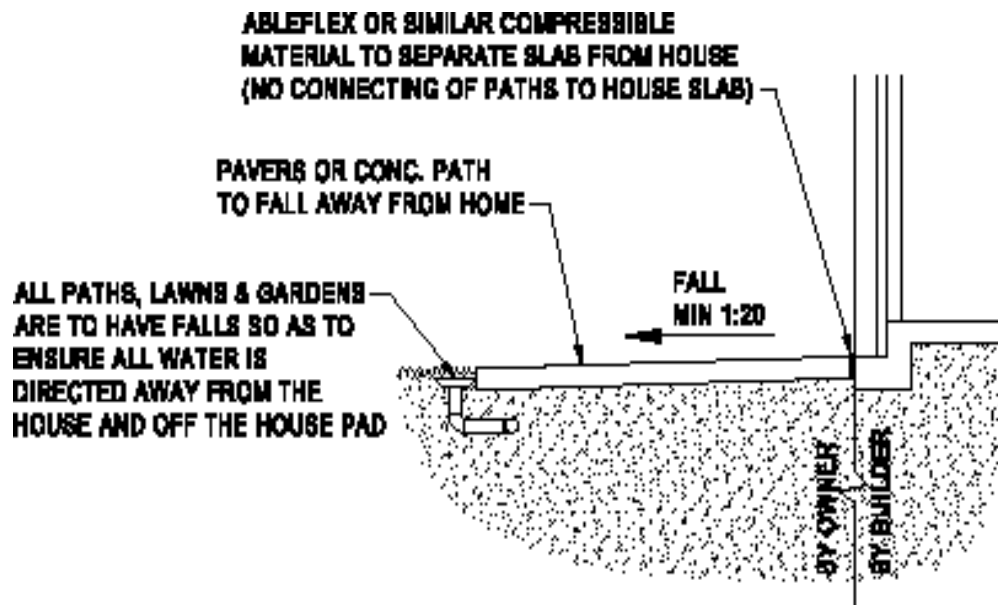 ABLEFLEX OR SIMILAR COMPRESSIBLE
MATERIAL TO SEPARATE SLAB FROM HOUSE
(NO CONNECTING OF PATHS TO HOUSE SLAB)
PAVERS OR CONC. PATH
TO FALL AWAY FROM HOME
FALL
MIN 1:20
ALL PATHS, LAWNS & GARDENS
ARE TO HAVE FALLS SO AS TO
ENSURE ALL WATER IS
DIRECTED AWAY FROM THE
HOUSE AND OFF THE HOUSE PAD
BY OWNER
BY BUILDER